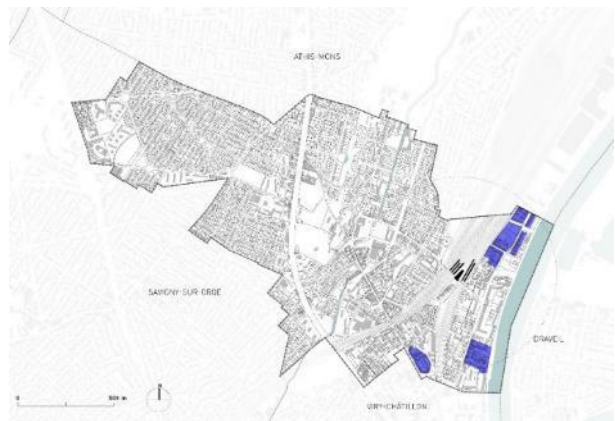 ATHIS-MONS
SAVIGNY-SUR-ORGE
DRAVEIL
VIRY-CHÂTILLON
N
0 500 m